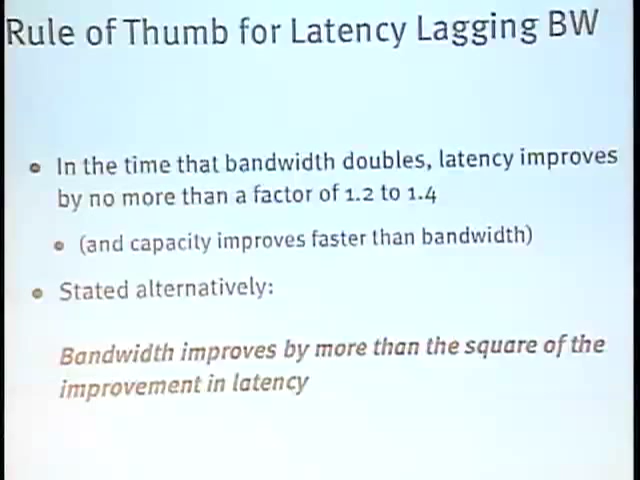 Rule of Thumb for Latency Lagging BW
In the time that bandwidth doubles, latency improves
by no more than a factor of 1.2 to 1.4
(and capacity improves faster than bandwidth)
Stated alternatively:
Bandwidth improves by more than the square of the
improvement in latency